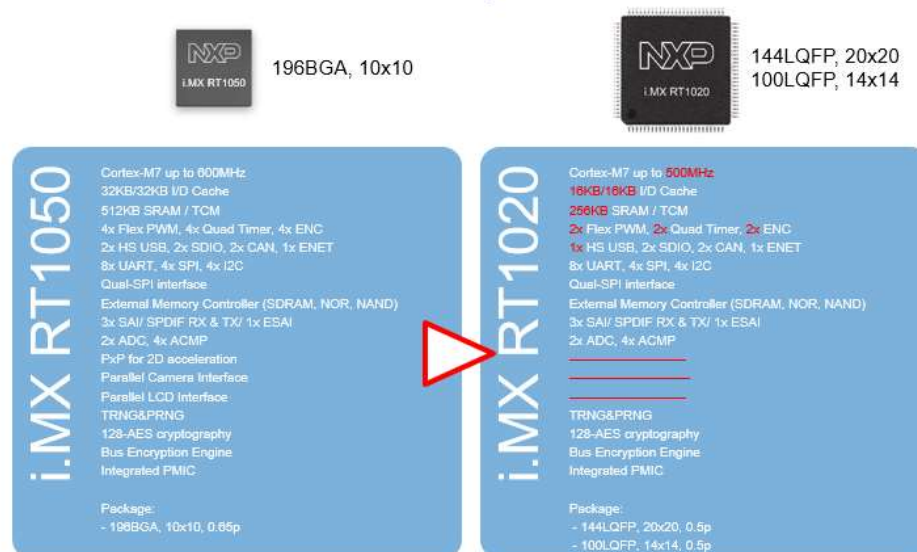 NXP
i.MX RT1050
196BGA, 10x10
NXP
i.MX RT1020
144LQFP, 20x20
100LQFP, 14x14
i.MX RT1050
Cortex-M7 up to 600MHz
32KB/32KB I/D Cache
512KB SRAM / TCM
4x Flex PWM, 4x Quad Timer, 4x ENC
2x HS USB, 2x SDIO, 2x CAN, 1x ENET
8x UART, 4x SPI, 4x I2C
Qual-SPI interface
External Memory Controller (SDRAM, NOR, NAND)
3x SAI/ SPDIF RX & TX/ 1x ESAI
2x ADC, 4x ACMP
PxP for 2D acceleration
Parallel Camera Interface
Parallel LCD Interface
TRNG&PRNG
128-AES cryptography
Bus Encryption Engine
Integrated PMIC
Package:
- 196BGA, 10x10, 0.65p
i.MX RT1020
Cortex-M7 up to 500MHz
16KB/16KB I/D Cache
256KB SRAM / TCM
2x Flex PWM, 2x Quad Timer, 2x ENC
1x HS USB, 2x SDIO, 2x CAN, 1x ENET
8x UART, 4x SPI, 4x I2C
Qual-SPI interface
External Memory Controller (SDRAM, NOR, NAND)
3x SAI/ SPDIF RX & TX/ 1x ESAI
2x ADC, 4x ACMP
TRNG&PRNG
128-AES cryptography
Bus Encryption Engine
Integrated PMIC
Package:
- 144LQFP, 20x20, 0.5p
- 100LQFP, 14x14, 0.5p